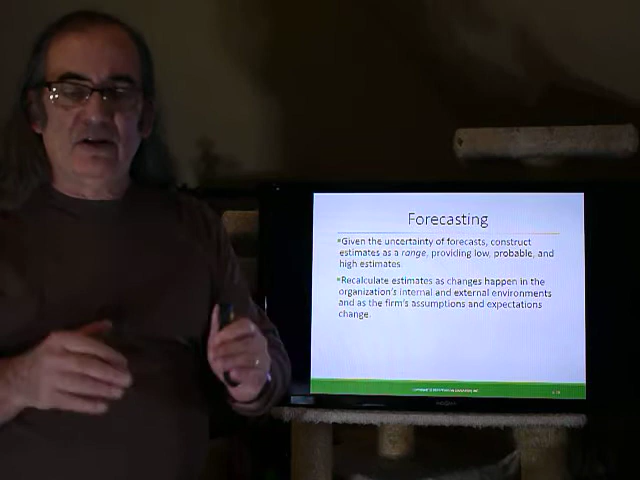 Forecasting
Given the uncertainty of forecasts, construct
estimates as a range, providing low, probable, and
high estimates.
Recalculate estimates as changes happen in the
organization's internal and external environments
and as the firm's assumptions and expectations
change.